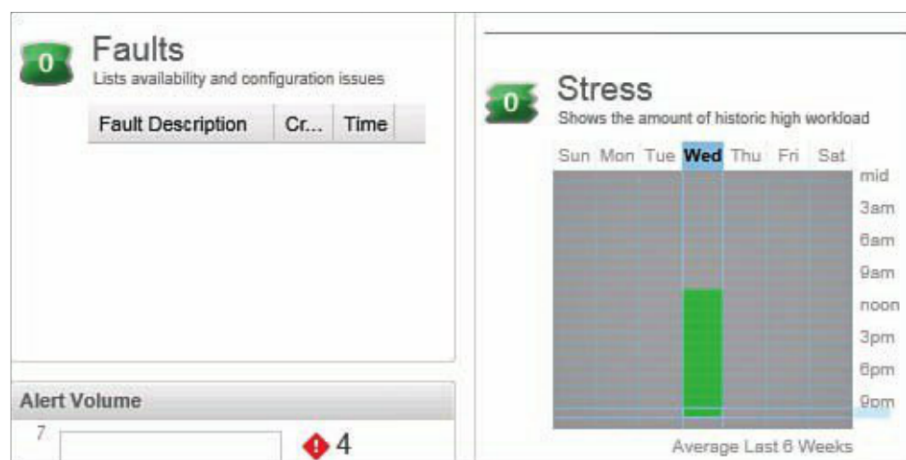 0
Faults
Lists availability and configuration issues
Fault Description Cr... Time
0
Stress
Shows the amount of historic high workload
Sun Mon Tue Wed Thu Fri Sat
mid
3am
6am
9am
noon
3pm
6pm
9pm
Average Last 6 Weeks
Alert Volume
7
4